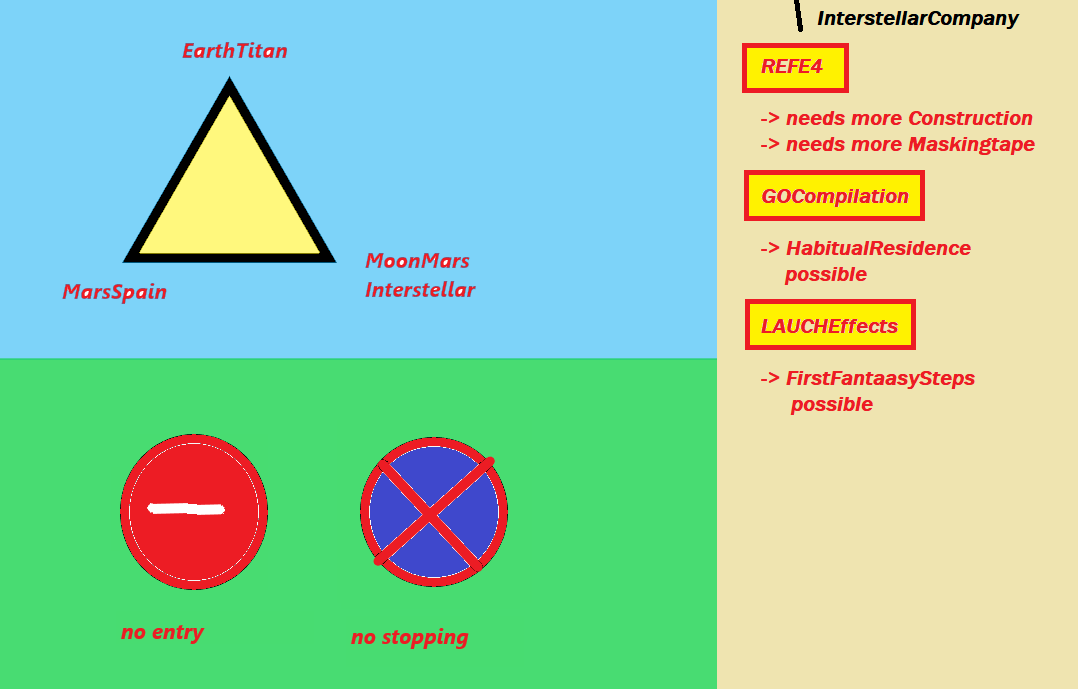 EarthTitan
MarsSpain
MoonMars
Interstellar
no entry
no stopping
InterstellarCompany
REFE4
-> needs more Construction
-> needs more Maskingtape
GOCompilation
-> HabitualResidence
possible
LAUCHEffects
-> FirstFantaasySteps
possible